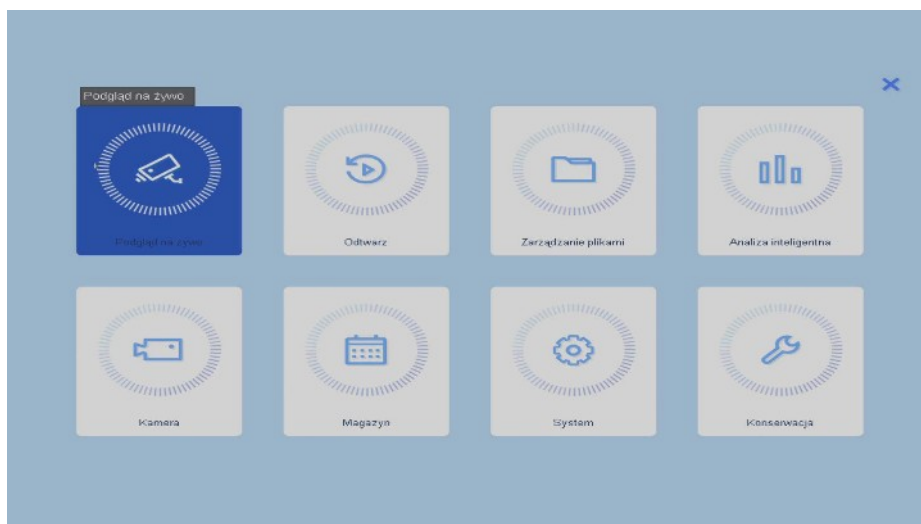 Podgląd na żywo
Podgląd na żywo
Odtwarz
Zarządzanie plikami
Analiza inteligentna
Kamera
Magazyn
System
Konserwacja